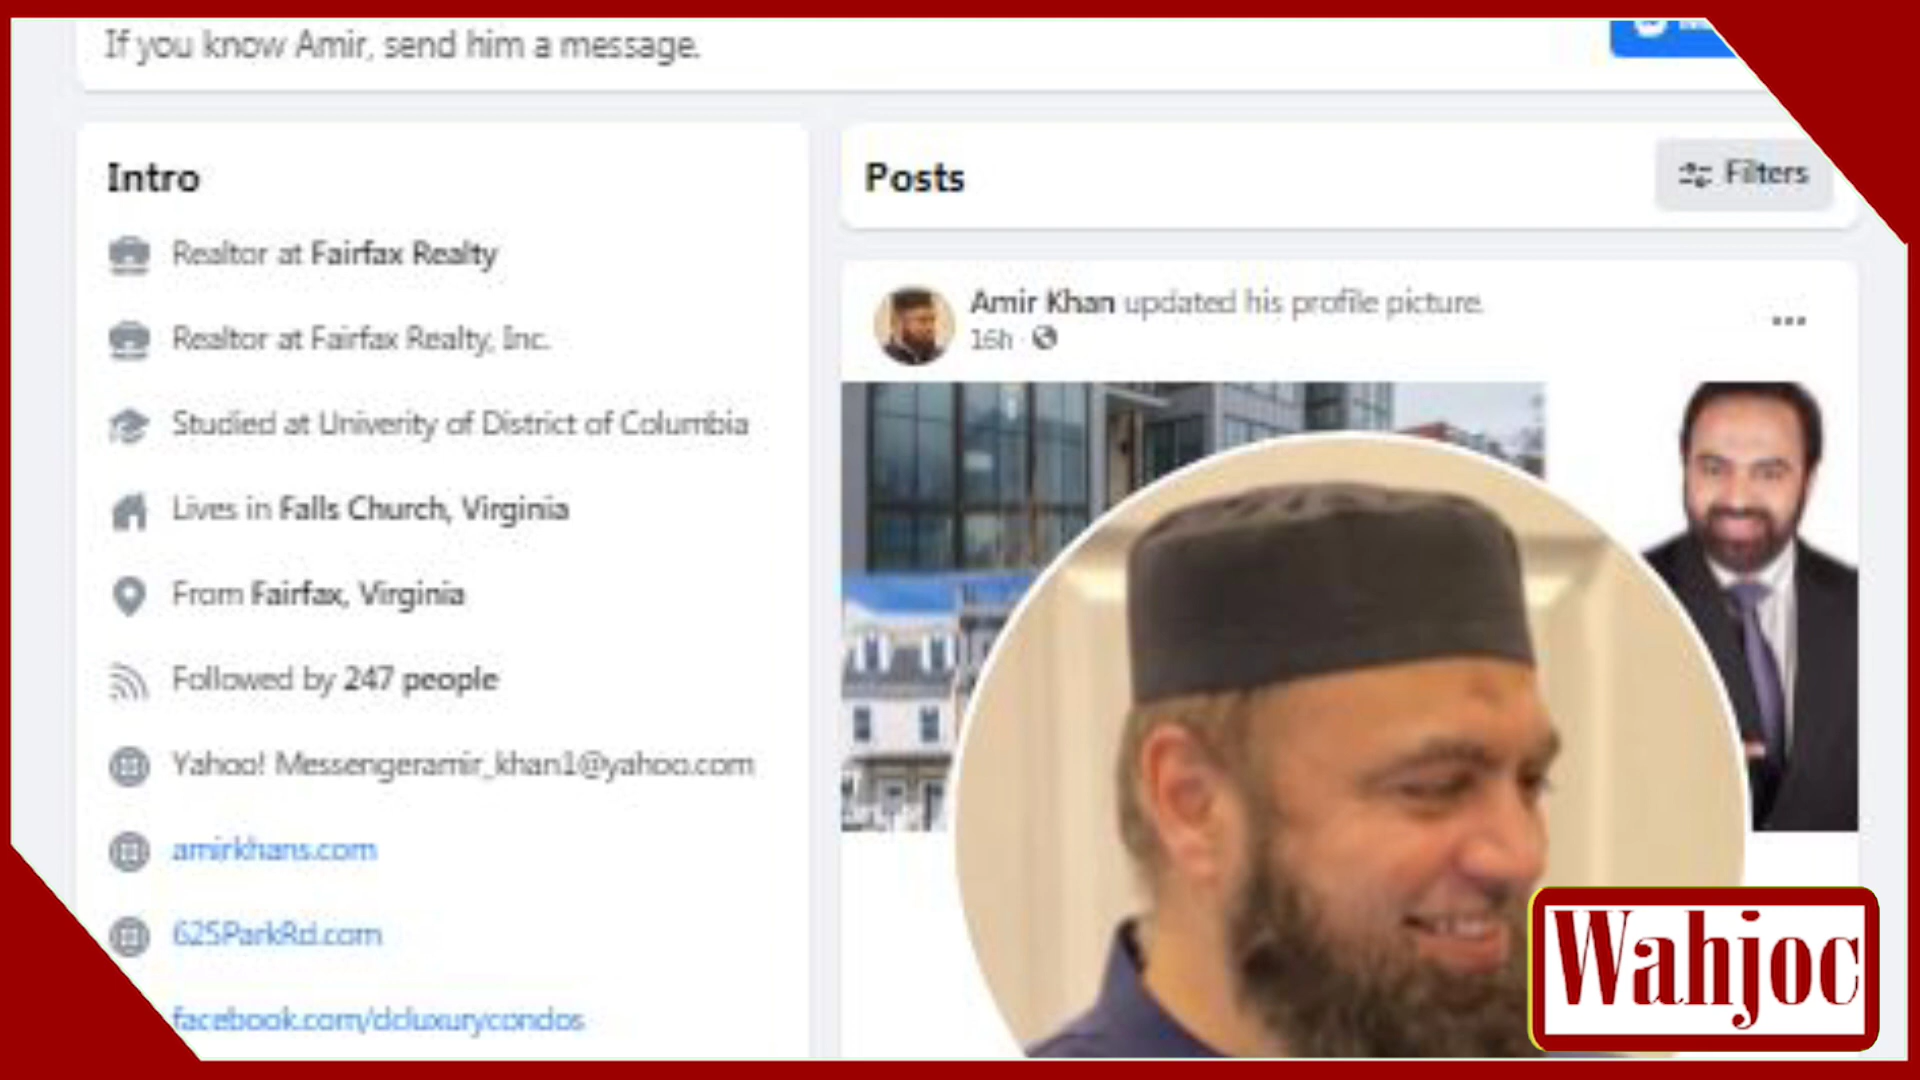 If you know Amir, send him a message.
Intro
Realtor at Fairfax Realty
Realtor at Fairfax Realty, Inc.
Studied at Univerity of District of Columbia
Lives in Falls Church, Virginia
From Fairfax, Virginia
Followed by 247 people
Yahoo! Messengeramir_khan1@yahoo.com
amirkhans.com
625ParkRd.com
facebook.com/dcluxurycondos
Posts
Filters
Amir Khan updated his profile picture.
16h
Wahjoc